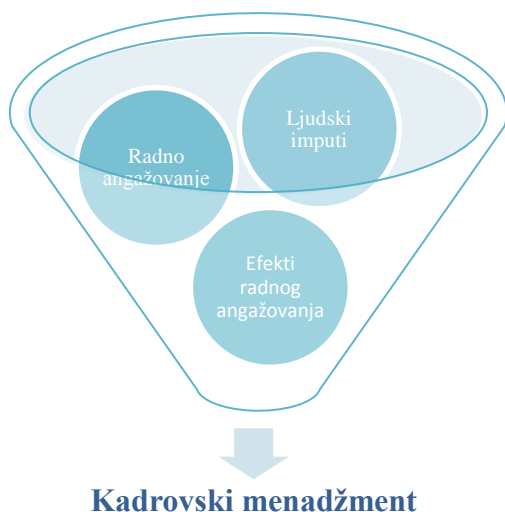 Radno
angažovanje
Ljudski
imputi
Efekti
radnog
angažovanja
Kadrovski menadžment